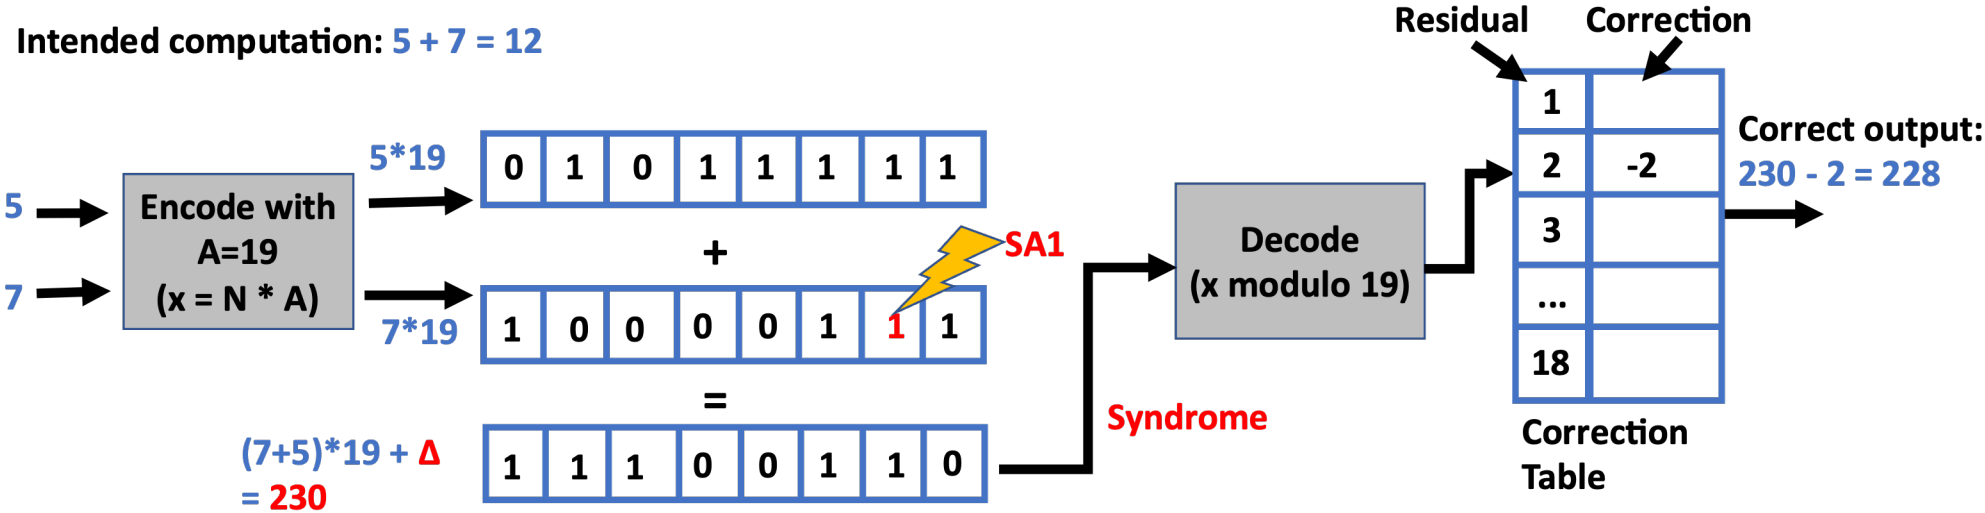 Intended computation: 5 + 7 = 12
Residual
Correction
5
7
Encode with
A=19
(x = N * A)
5*19
7*19
0 1 0 1 1 1 1 1
+
SA1
1 0 0 0 0 1 1 1
=
(7+5)*19 + Δ
= 230
1 1 1 0 0 1 1 0
Syndrome
Decode
(x modulo 19)
1
2 -2
3
...
18
Correction
Table
Correct output:
230 - 2 = 228